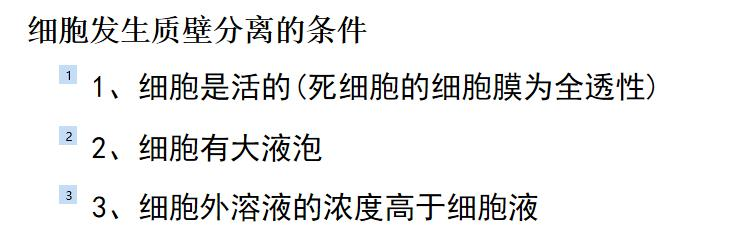 细胞发生质壁分离的条件
1 1、细胞是活的(死细胞的细胞膜为全透性)
2 2、细胞有大液泡
3 3、细胞外溶液的浓度高于细胞液